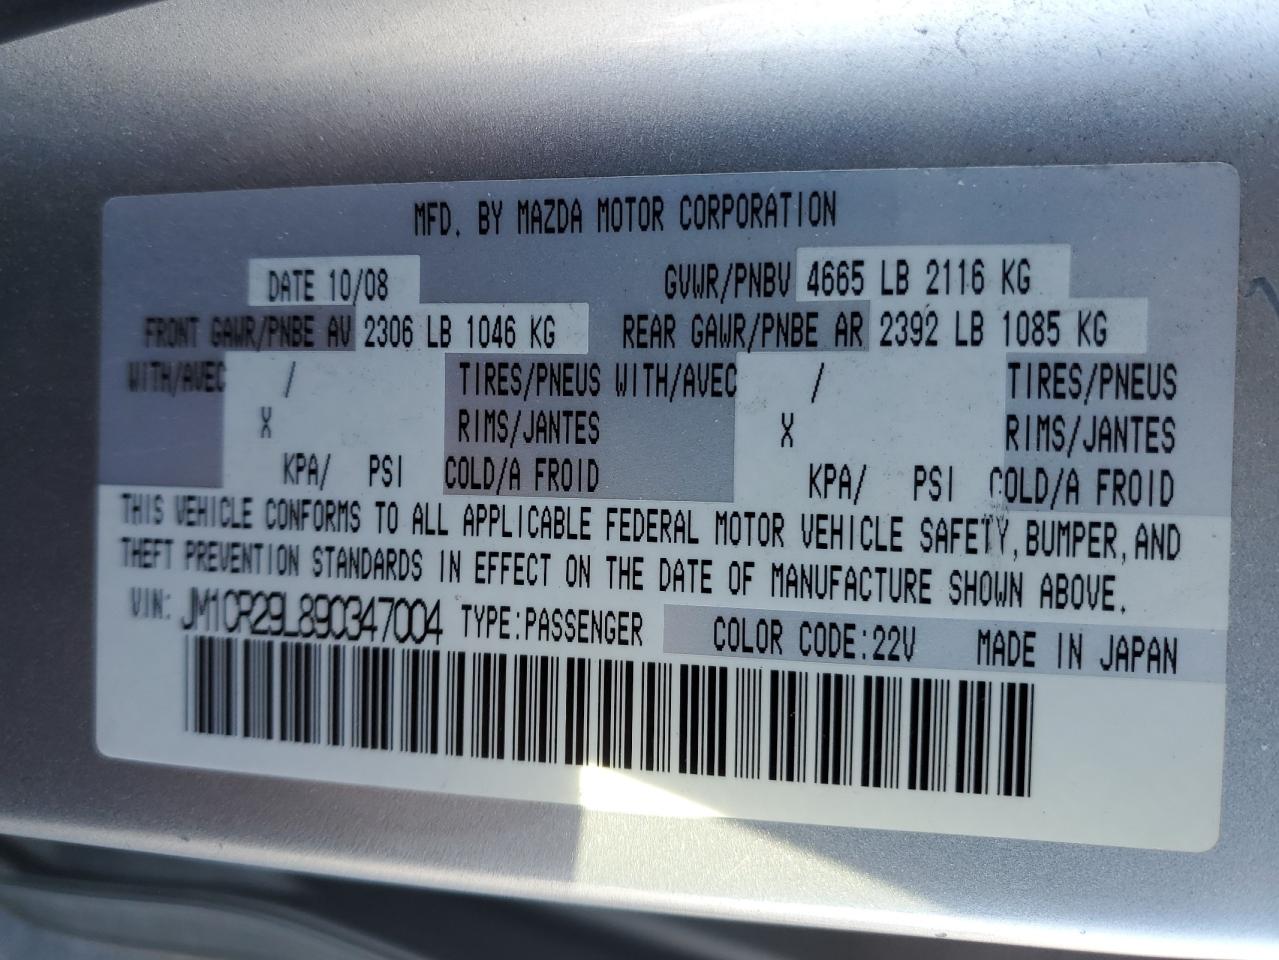 MFD. BY MAZDA MOTOR CORPORATION
DATE 10/08 GVWR/PNBV 4665 LB 2116 KG
FRONT GAWR/PNBE AV 2306 LB 1046 KG REAR GAWR/PNBE AR 2392 LB 1085 KG
WITH/AVEC / TIRES/PNEUS WITH/AVEC / TIRES/PNEUS
X RIMS/JANTES X RIMS/JANTES
KPA/ PSI COLD/A FROID KPA/ PSI COLD/A FROID
THIS VEHICLE CONFORMS TO ALL APPLICABLE FEDERAL MOTOR VEHICLE SAFETY, BUMPER, AND
THEFT PREVENTION STANDARDS IN EFFECT ON THE DATE OF MANUFACTURE SHOWN ABOVE.
VIN: JM1CR29L890347004 TYPE:PASSENGER COLOR CODE:22V MADE IN JAPAN